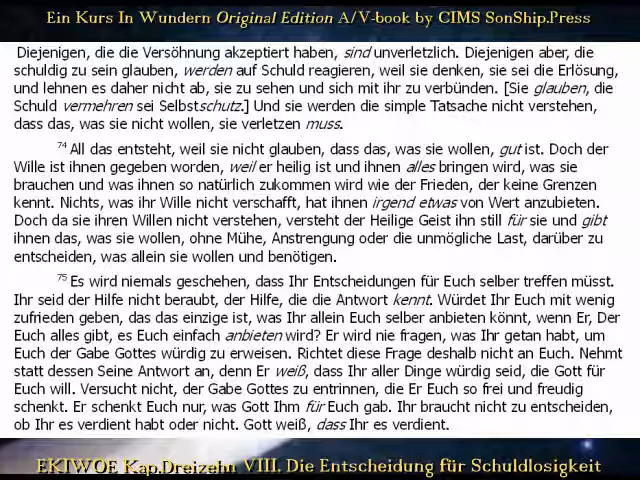 Ein Kurs In Wundern Original Edition A/V-book by CIMS SonShip.Press
Diejenigen, die die Versöhnung akzeptiert haben, sind unverletzlich. Diejenigen aber, die
schuldig zu sein glauben, werden auf Schuld reagieren, weil sie denken, sie sei die Erlösung,
und lehnen es daher nicht ab, sie zu sehen und sich mit ihr zu verbünden. [Sie glauben, die
Schuld vermehren sei Selbstschutz.] Und sie werden die simple Tatsache nicht verstehen,
dass das, was sie nicht wollen, sie verletzen muss.
74 All das entsteht, weil sie nicht glauben, dass das, was sie wollen, gut ist. Doch der
Wille ist ihnen gegeben worden, weil er heilig ist und ihnen alles bringen wird, was sie
brauchen und was ihnen so natürlich zukommen wird wie der Frieden, der keine Grenzen
kennt. Nichts, was ihr Wille nicht verschafft, hat ihnen irgend etwas von Wert anzubieten.
Doch da sie ihren Willen nicht verstehen, versteht der Heilige Geist ihn still für sie und gibt
ihnen das, was sie wollen, ohne Mühe, Anstrengung oder die unmögliche Last, darüber zu
entscheiden, was allein sie wollen und benötigen.
75 Es wird niemals geschehen, dass Ihr Entscheidungen für Euch selber treffen müsst.
Ihr seid der Hilfe nicht beraubt, der Hilfe, die die Antwort kennt. Würdet Ihr Euch mit wenig
zufrieden geben, das das einzige ist, was Ihr allein Euch selber anbieten könnt, wenn Er, Der
Euch alles gibt, es Euch einfach anbieten wird? Er wird nie fragen, was Ihr getan habt, um
Euch der Gabe Gottes würdig zu erweisen. Richtet diese Frage deshalb nicht an Euch. Nehmt
statt dessen Seine Antwort an, denn Er weiß, dass Ihr aller Dinge würdig seid, die Gott für
Euch will. Versucht nicht, der Gabe Gottes zu entrinnen, die Er Euch so frei und freudig
schenkt. Er schenkt Euch nur, was Gott Ihm für Euch gab. Ihr braucht nicht zu entscheiden,
ob Ihr es verdient habt oder nicht. Gott weiß, dass Ihr es verdient.
EKIWOE Kap.Dreizehn VIII. Die Entscheidung für Schuldlosigkeit